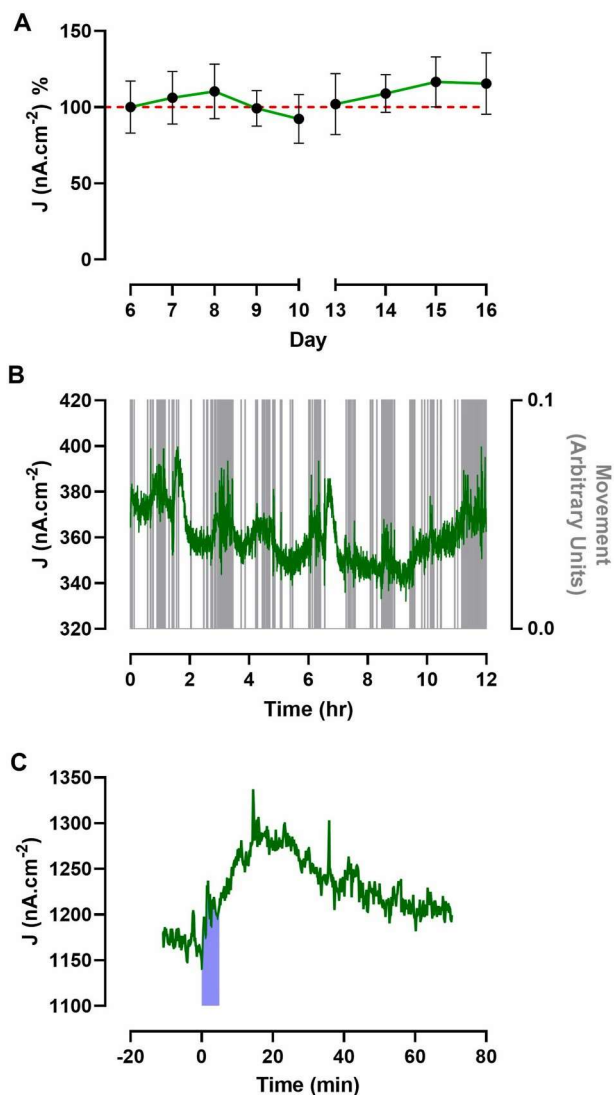 A
J (nA.cm-2) %
150
100
50
0
6 7 8 9 10 13 14 15 16
Day
B
J (nA.cm-2)
420
400
380
360
340
320
0.1
0.0
Movement
(Arbitrary Units)
0 2 4 6 8 10 12
Time (hr)
C
J (nA.cm-2)
1350
1300
1250
1200
1150
1100
-20 0 20 40 60 80
Time (min)